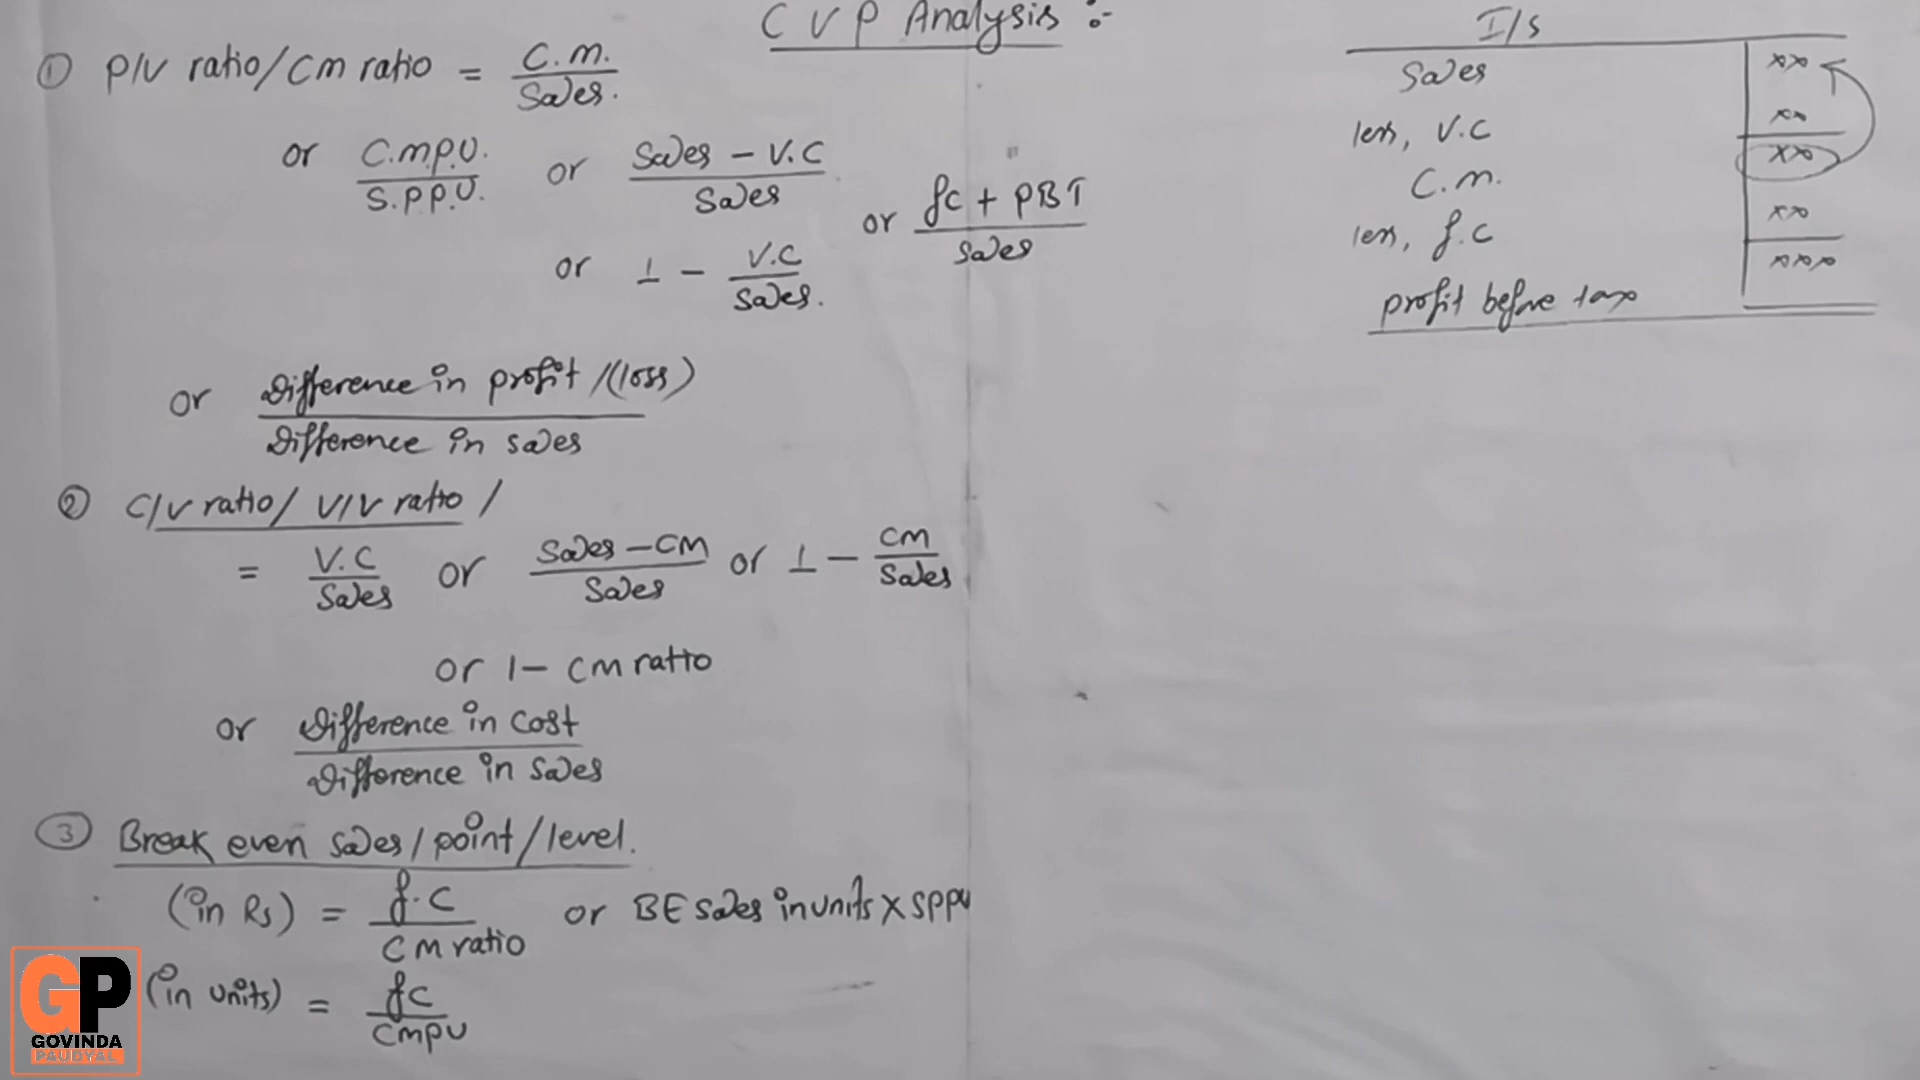 C V P Analysis :-
① P/V ratio/Cm ratio = C.m. / Sales.
or C.m.P.U. / S.P.P.U. or Sales - V.C / Sales or fc + PBT / Sales
or 1 - V.C / Sales.
or Difference in profit /(loss) / Difference in sales
② C/V ratio/ V/V ratio /
= V.C / Sales or Sales - CM / Sales or 1 - CM / Sales
or 1 - CM ratio
or Difference in Cost / Difference in Sales
③ Break even sales/point/level.
(in Rs) = f.C / CM ratio or BE sales in units x SPPU
(in units) = fc / CMPU
I/S
Sales xx
less, V.C xx
C.m. xx
less, f.C xx
profit before tax xxx
GP
GOVINDA
PAUDYAL